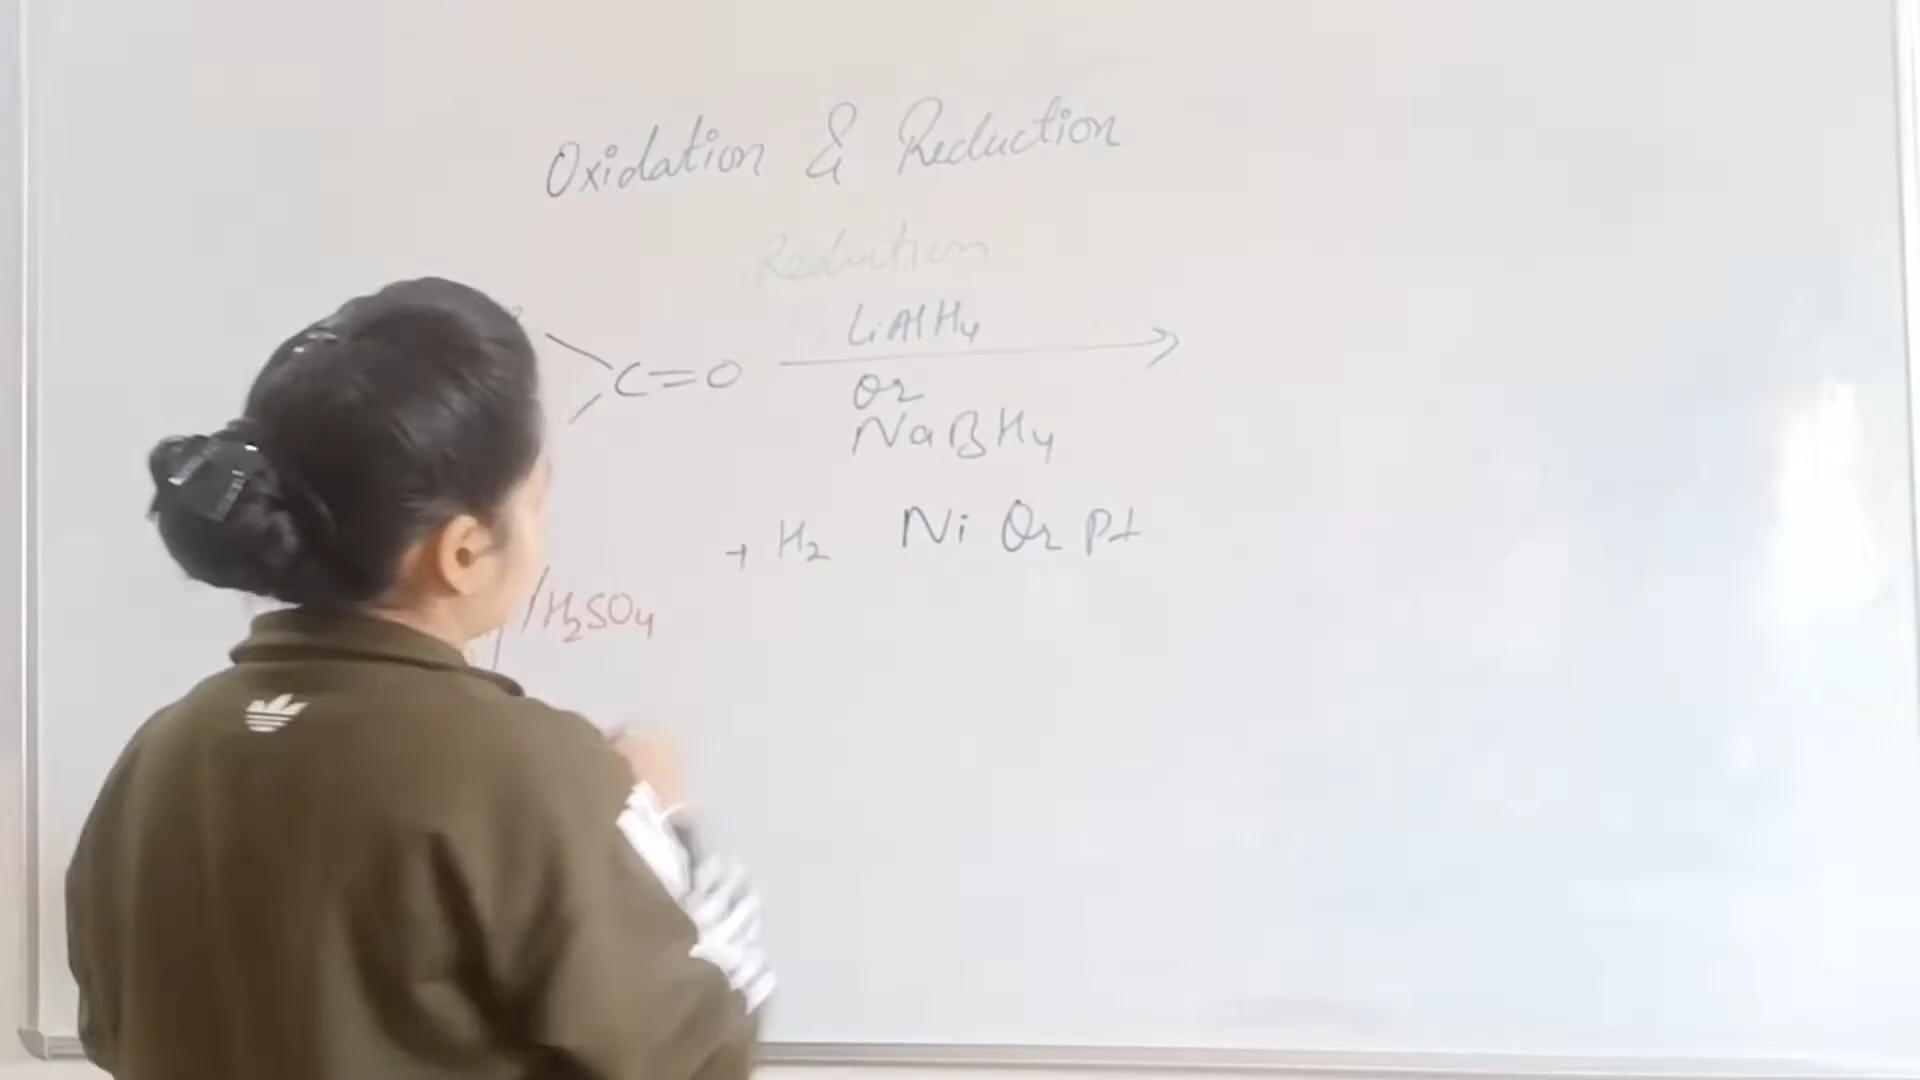 Oxidation & Reduction
Reduction
LiAlH4
C=O
Or
NaBH4
+ H2 Ni Or Pt
/H2SO4